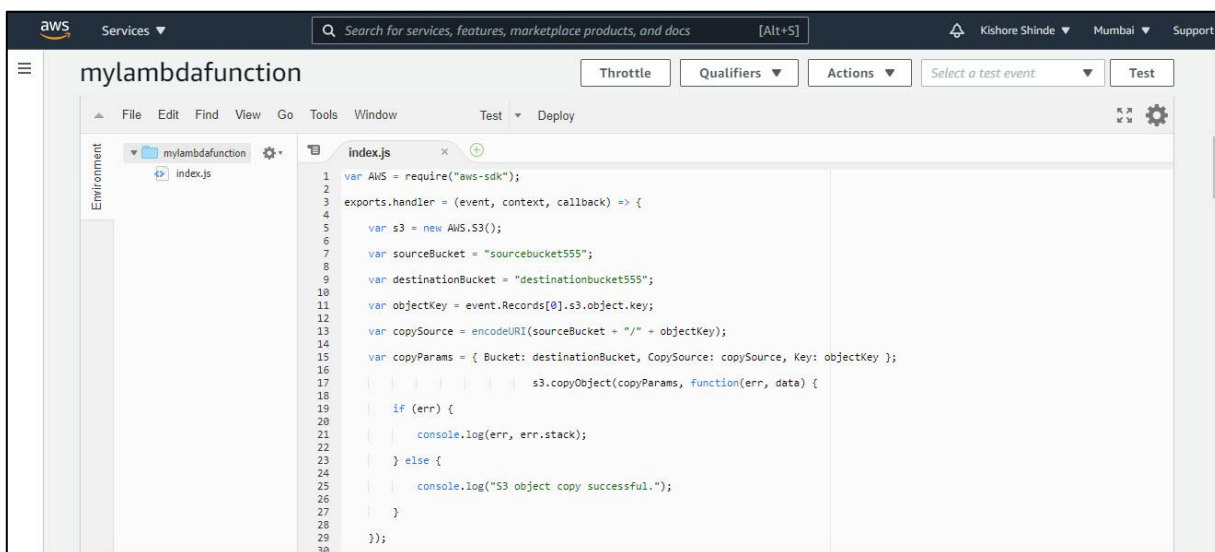 aws Services ▼ Search for services, features, marketplace products, and docs [Alt+S] Kishore Shinde ▼ Mumbai ▼ Support
mylambdafunction Throttle Qualifiers ▼ Actions ▼ Select a test event ▼ Test
File Edit Find View Go Tools Window Test Deploy
Environment
mylambdafunction
index.js
index.js ×
1 var AWS = require("aws-sdk");
2
3 exports.handler = (event, context, callback) => {
4
5 var s3 = new AWS.S3();
6
7 var sourceBucket = "sourcebucket555";
8
9 var destinationBucket = "destinationbucket555";
10
11 var objectKey = event.Records[0].s3.object.key;
12
13 var copySource = encodeURI(sourceBucket + "/" + objectKey);
14
15 var copyParams = { Bucket: destinationBucket, CopySource: copySource, Key: objectKey };
16
17 s3.copyObject(copyParams, function(err, data) {
18
19 if (err) {
20
21 console.log(err, err.stack);
22
23 } else {
24
25 console.log("S3 object copy successful.");
26
27 }
28
29 });
30